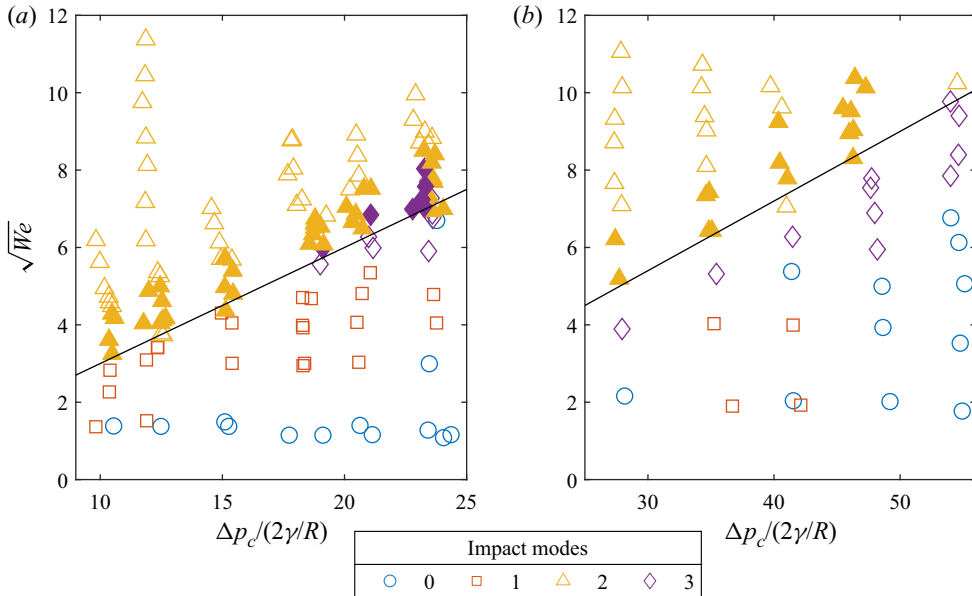 (a) (b)
12 12
10 10
8 8
√We 6 6
4 4
2 2
0 0
10 15 20 25 30 40 50
Δp_c/(2γ/R) Δp_c/(2γ/R)
Impact modes
0 1 2 3